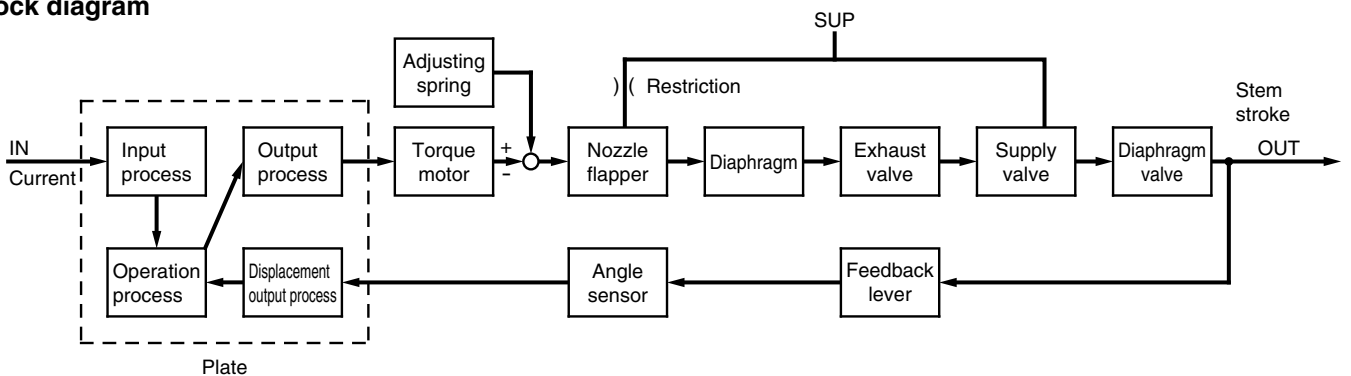 ock diagram
SUP
Adjusting
spring
) ( Restriction
Stem
stroke
IN
Current
Input
process
Output
process
Torque
motor
+
-
Nozzle
flapper
Diaphragm
Exhaust
valve
Supply
valve
Diaphragm
valve
OUT
Operation
process
Displacement
output process
Angle
sensor
Feedback
lever
Plate